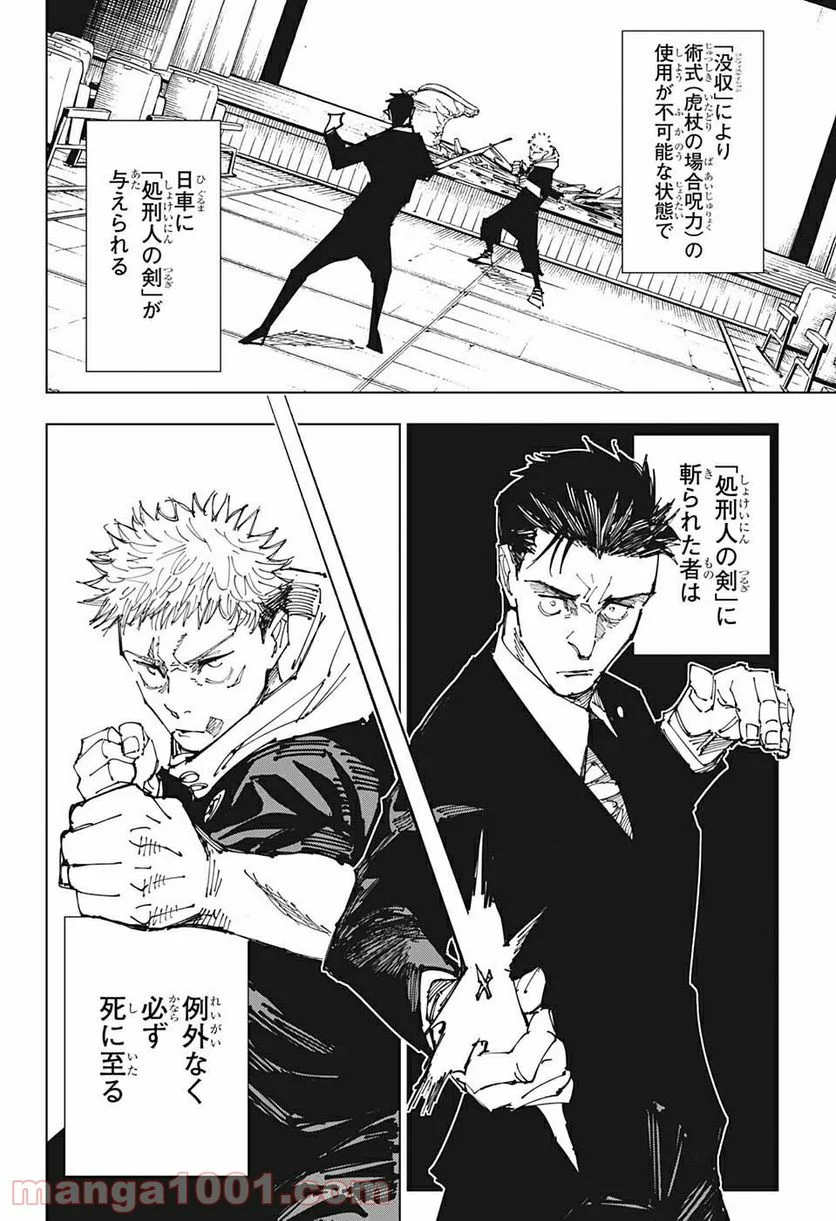 「没収」により
術式(虎杖の場合呪力)の
使用が不可能な状態で
日車に
「処刑人の剣」が
与えられる
「処刑人の剣」に
斬られた者は
例外なく
必ず
死に至る
manga1001.com